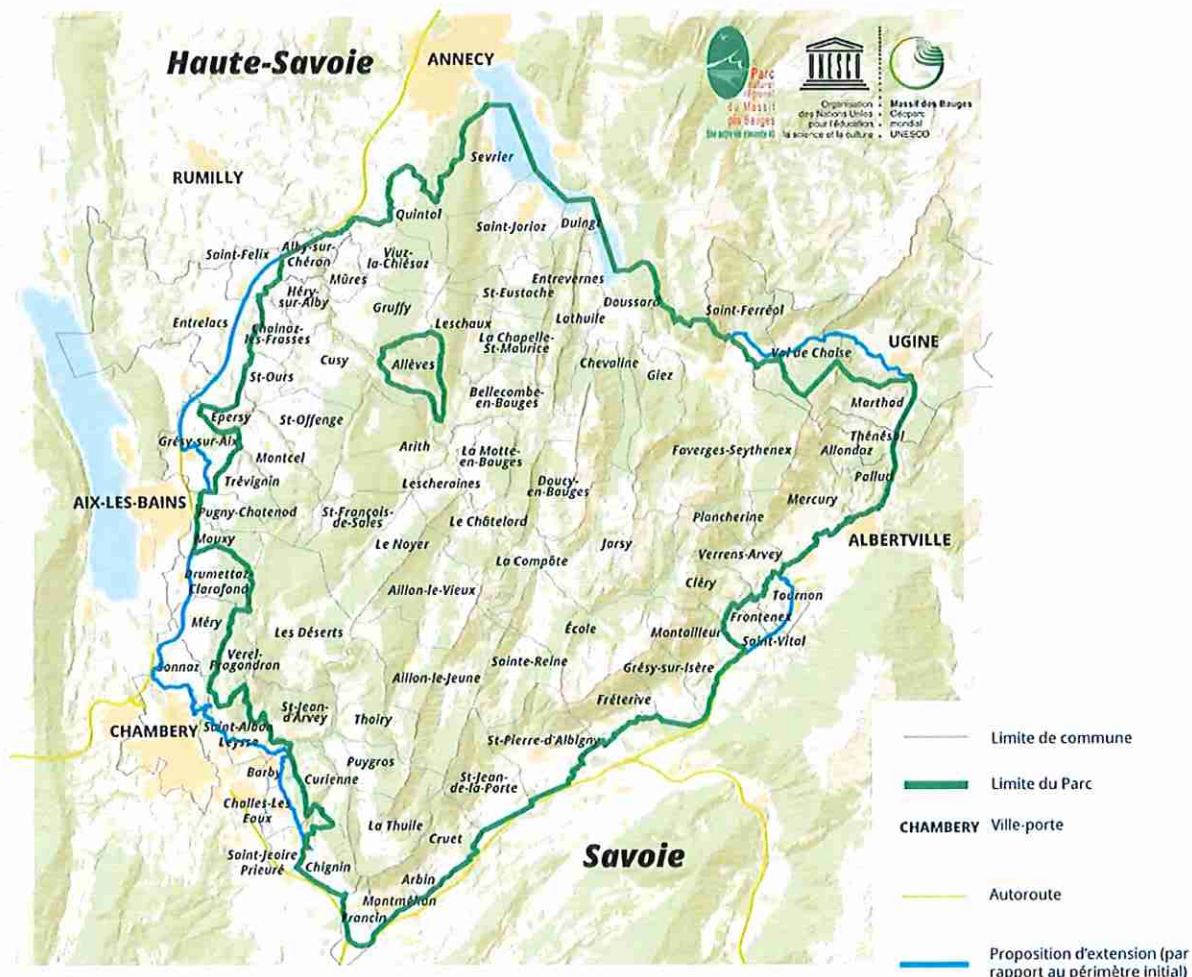 Haute-Savoie
ANNECY
Parc
naturel
régional
du Massif
des Bauges
UNESCO
Organisation
des Nations Unies
pour l'éducation,
la science et la culture
Massif des Bauges
Géoparc
mondial
UNESCO
RUMILLY
Sevrier
Quintal
Saint-Jorioz
Duingt
Saint-Felix
Alby-sur-
Chéran
Viuz-
la-Chiésaz
Mûres
Héry-
sur-Alby
Entrevernes
St-Eustache
Doussard
Gruffy
Lathuile
Saint-Ferréol
Entrelacs
Chainaz-
les-Frasses
Leschaux
La Chapelle-
St-Maurice
UGINE
Val de Chaise
Cusy
Allèves
Chevaline
Giez
St-Ours
Bellecombe-
en-Bauges
Marthod
Epersy
St-Offenge
Grésy-sur-Aix
Arith
La Motte-
en-Bauges
Faverges-Seythenex
Thénésol
Allondaz
Montcel
Trévignin
Lescheraines
Doucy-
en-Bauges
Pallud
AIX-LES-BAINS
Mercury
Pugny-Chatenod
St-François-
de-Sales
Le Châtelard
Plancherine
Mouxy
Le Noyer
Jarsy
ALBERTVILLE
La Compôte
Verrens-Arvey
Drumettaz-
Clarafond
Aillon-le-Vieux
Cléry
Tournon
Frontenex
Méry
Les Déserts
École
Montailleur
Saint-Vital
Sonnaz
Verel-
Pragondran
Sainte-Reine
Grésy-sur-Isère
Aillon-le-Jeune
Fréterive
CHAMBERY
St-Jean-
d'Arvey
Thoiry
Saint-Alban
Leysse
St-Pierre-d'Albigny
Puygros
Barby
Curienne
St-Jean-
de-la-Porte
Challes-Les
Eaux
La Thuile
Cruet
Saint-Jeoire
Prieuré
Chignin
Savoie
Arbin
Montmélian
Francin
Limite de commune
Limite du Parc
CHAMBERY Ville-porte
Autoroute
Proposition d'extension (par
rapport au périmètre initial)